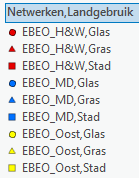 Netwerken,Landgebruik
EBEO_H&W,Glas
EBEO_H&W,Gras
EBEO_H&W,Stad
EBEO_MD,Glas
EBEO_MD,Gras
EBEO_MD,Stad
EBEO_Oost,Glas
EBEO_Oost,Gras
EBEO_Oost,Stad